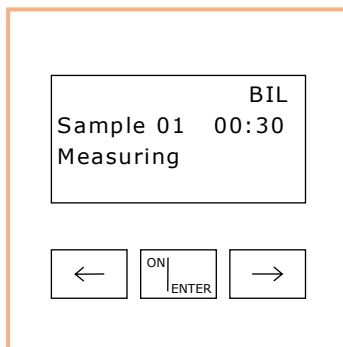 BIL
Sample 01 00:30
Measuring
← ON ENTER →